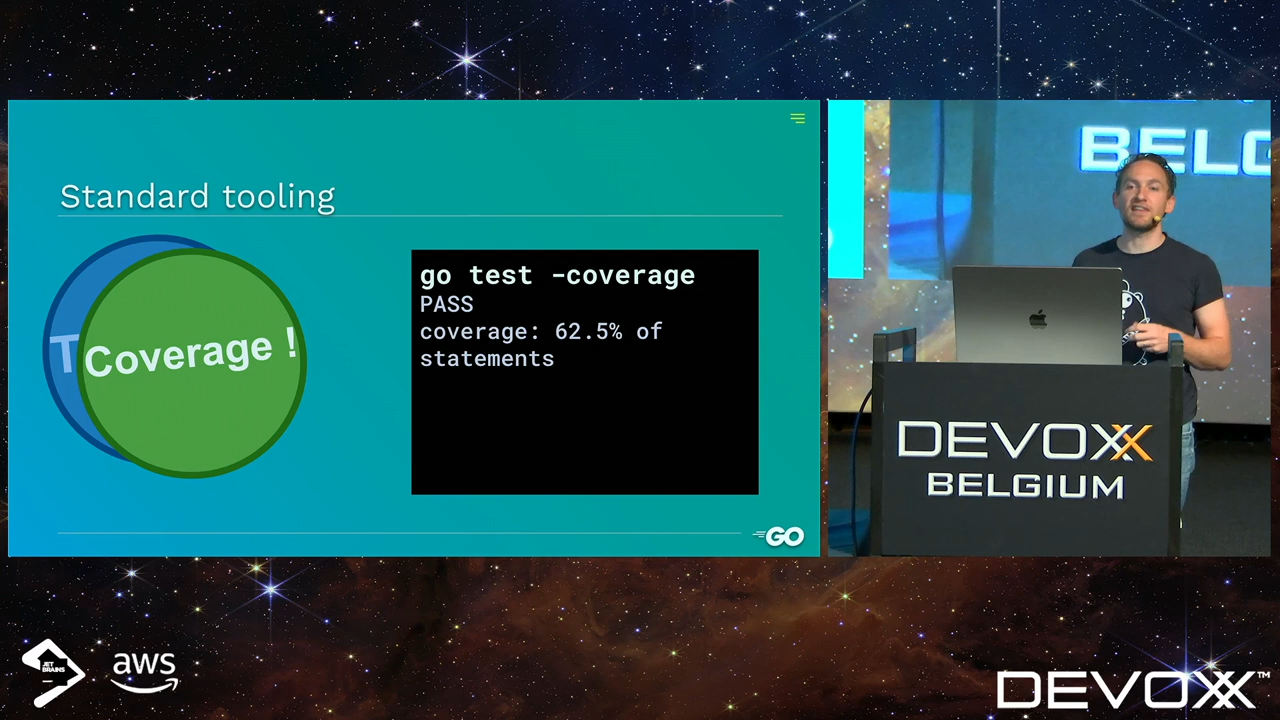 Standard tooling
T
Coverage !
go test -coverage
PASS
coverage: 62.5% of
statements
GO
BELG
DEVOXX
BELGIUM
JET
BRAINS
aws
DEVOXX™